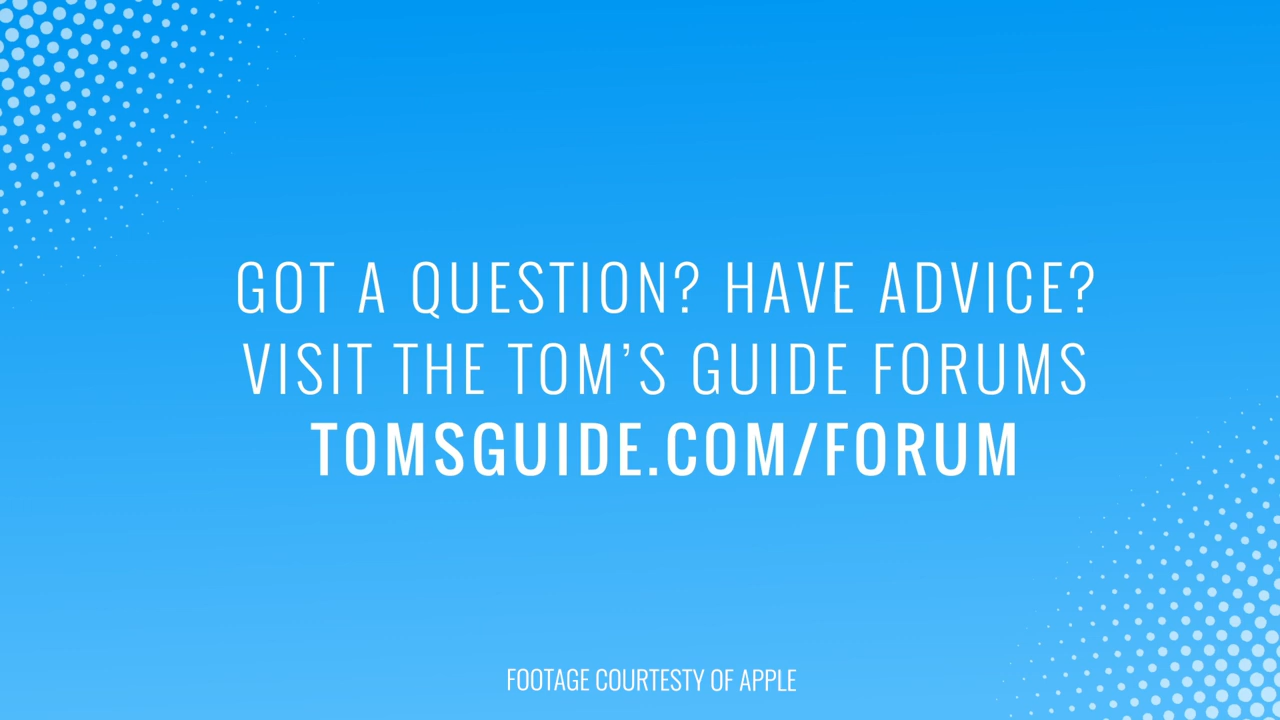 GOT A QUESTION? HAVE ADVICE?
VISIT THE TOM’S GUIDE FORUMS
TOMSGUIDE.COM/FORUM
FOOTAGE COURTESTY OF APPLE